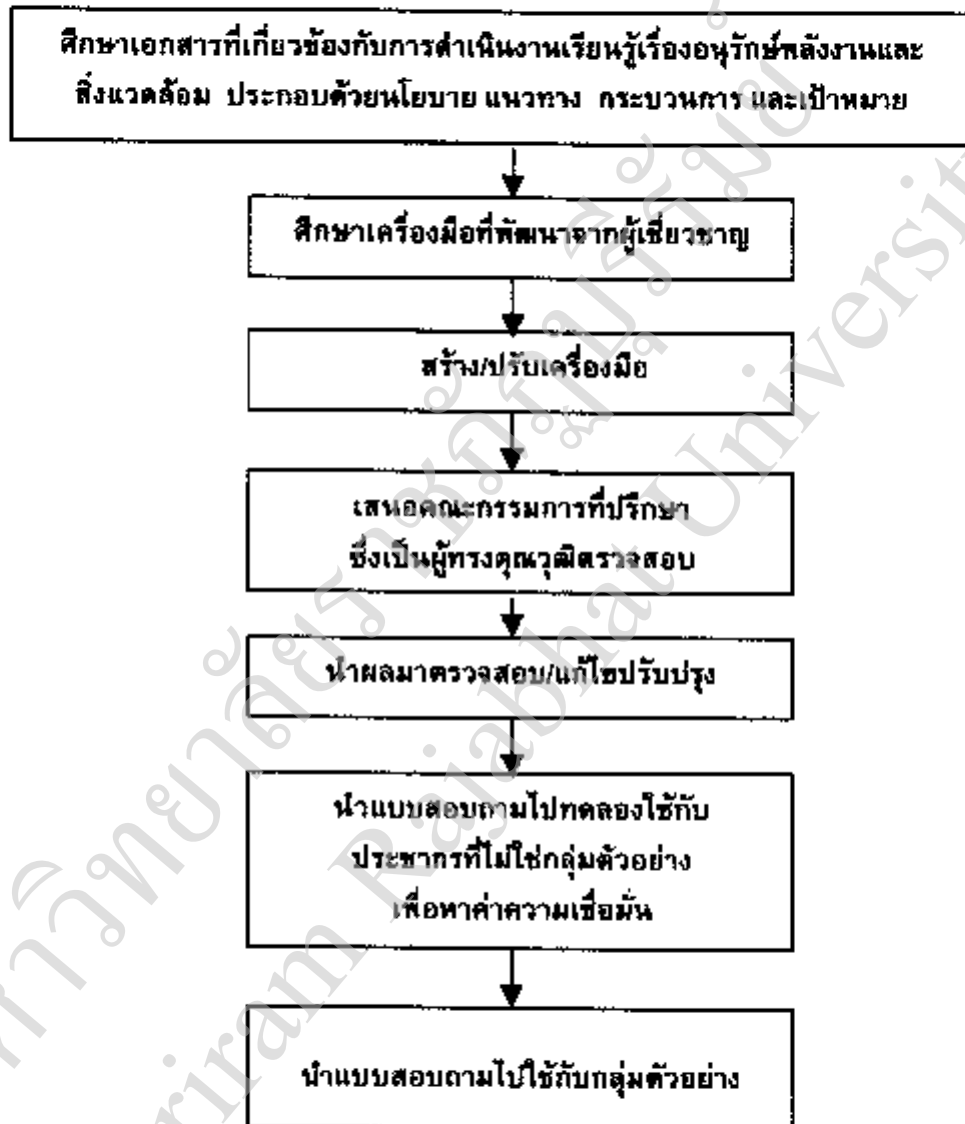 ศึกษาเอกสารที่เกี่ยวข้องกับการดำเนินงานเรียนรู้เรื่องอนุรักษ์พลังงานและ
สิ่งแวดล้อม ประกอบด้วยนโยบาย แนวทาง กระบวนการ และเป้าหมาย
ศึกษาเครื่องมือที่พัฒนาจากผู้เชี่ยวชาญ
สร้าง/ปรับเครื่องมือ
เสนอคณะกรรมการที่ปรึกษา
ซึ่งเป็นผู้ทรงคุณวุฒิตรวจสอบ
นำผลมาตรวจสอบ/แก้ไขปรับปรุง
นำแบบสอบถามไปทดลองใช้กับ
ประชากรที่ไม่ใช่กลุ่มตัวอย่าง
เพื่อหาค่าความเชื่อมั่น
นำแบบสอบถามไปใช้กับกลุ่มตัวอย่าง
Rajabhat